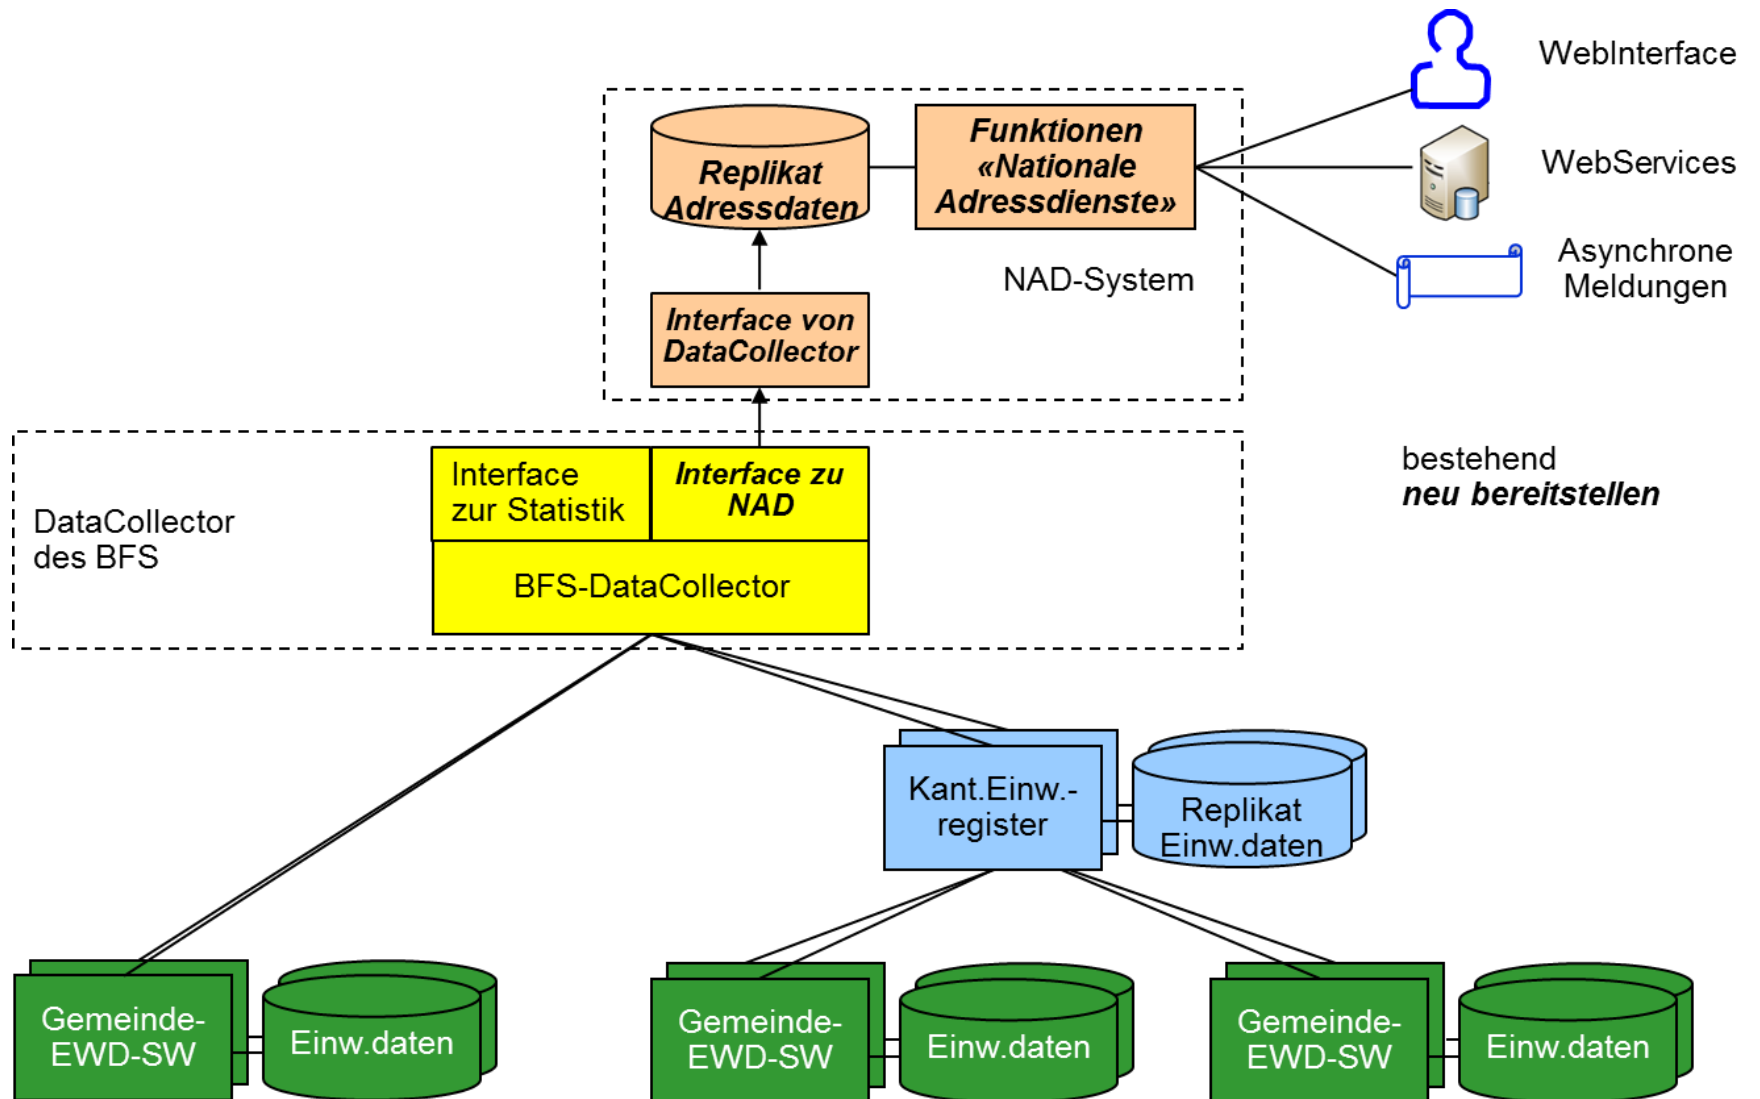 WebInterface
Funktionen
«Nationale
Adressdienste»
Replikat
Adressdaten
WebServices
Asynchrone
Meldungen
NAD-System
Interface von
DataCollector
bestehend
neu bereitstellen
Interface
zur Statistik
Interface zu
NAD
DataCollector
des BFS
BFS-DataCollector
Kant.Einw.-
register
Replikat
Einw.daten
Gemeinde-
EWD-SW
Einw.daten
Gemeinde-
EWD-SW
Einw.daten
Gemeinde-
EWD-SW
Einw.daten